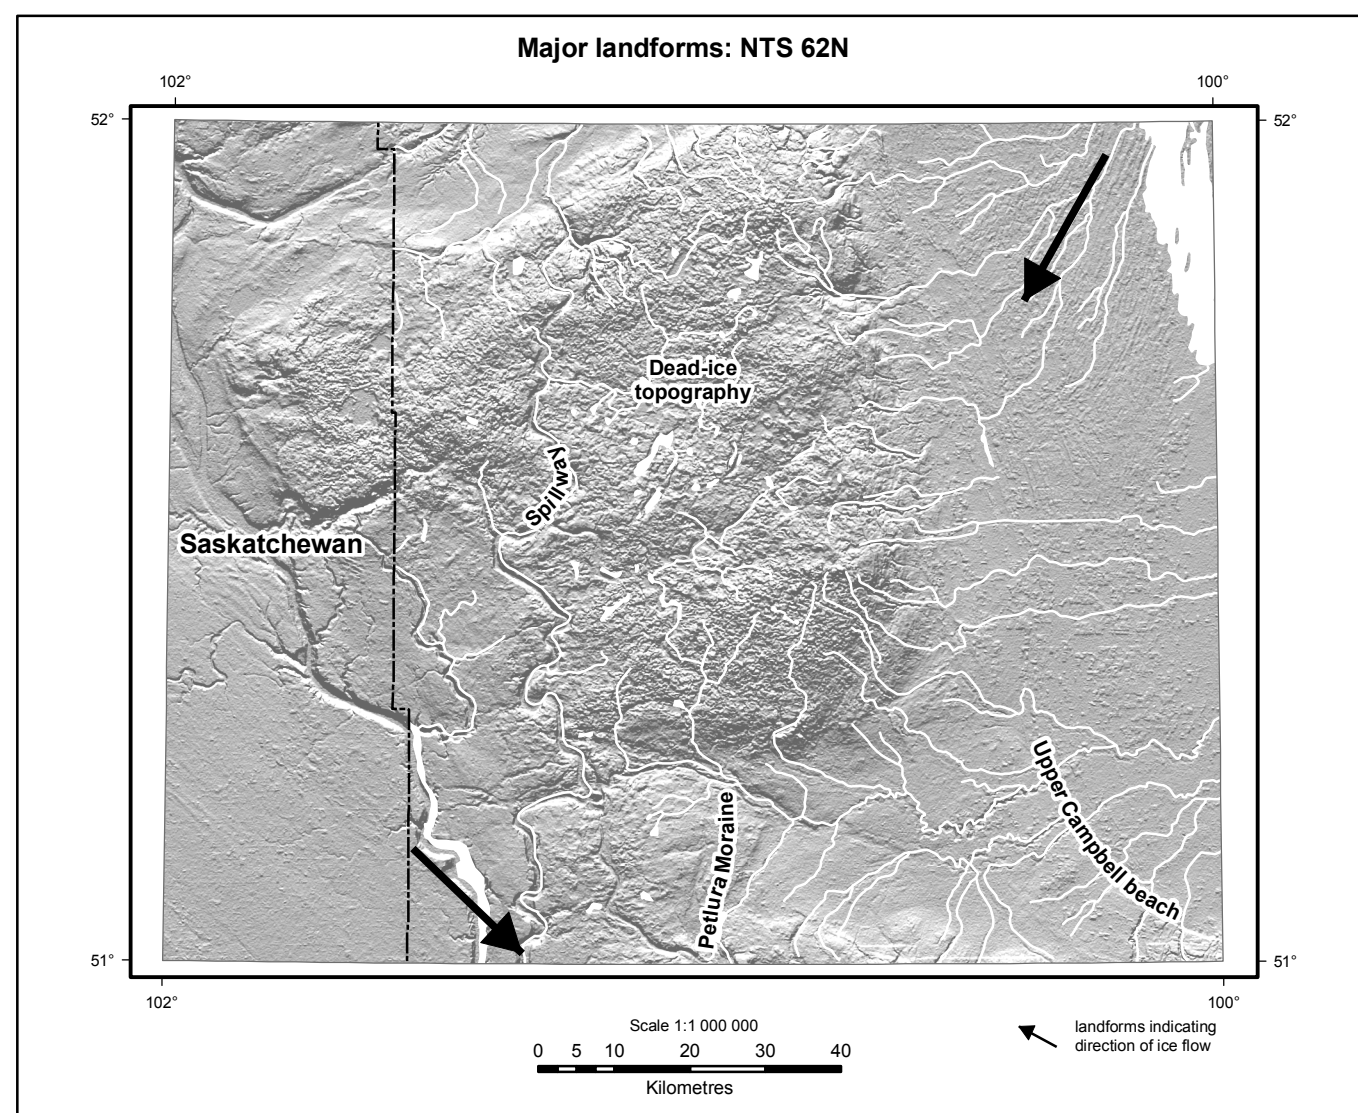 Major landforms: NTS 62N
102°
100°
52°
52°
Dead-ice
topography
Spillway
Saskatchewan
Upper Campbell beach
Petlura Moraine
51°
51°
102°
100°
Scale 1:1 000 000
0 5 10 20 30 40
Kilometres
landforms indicating
direction of ice flow